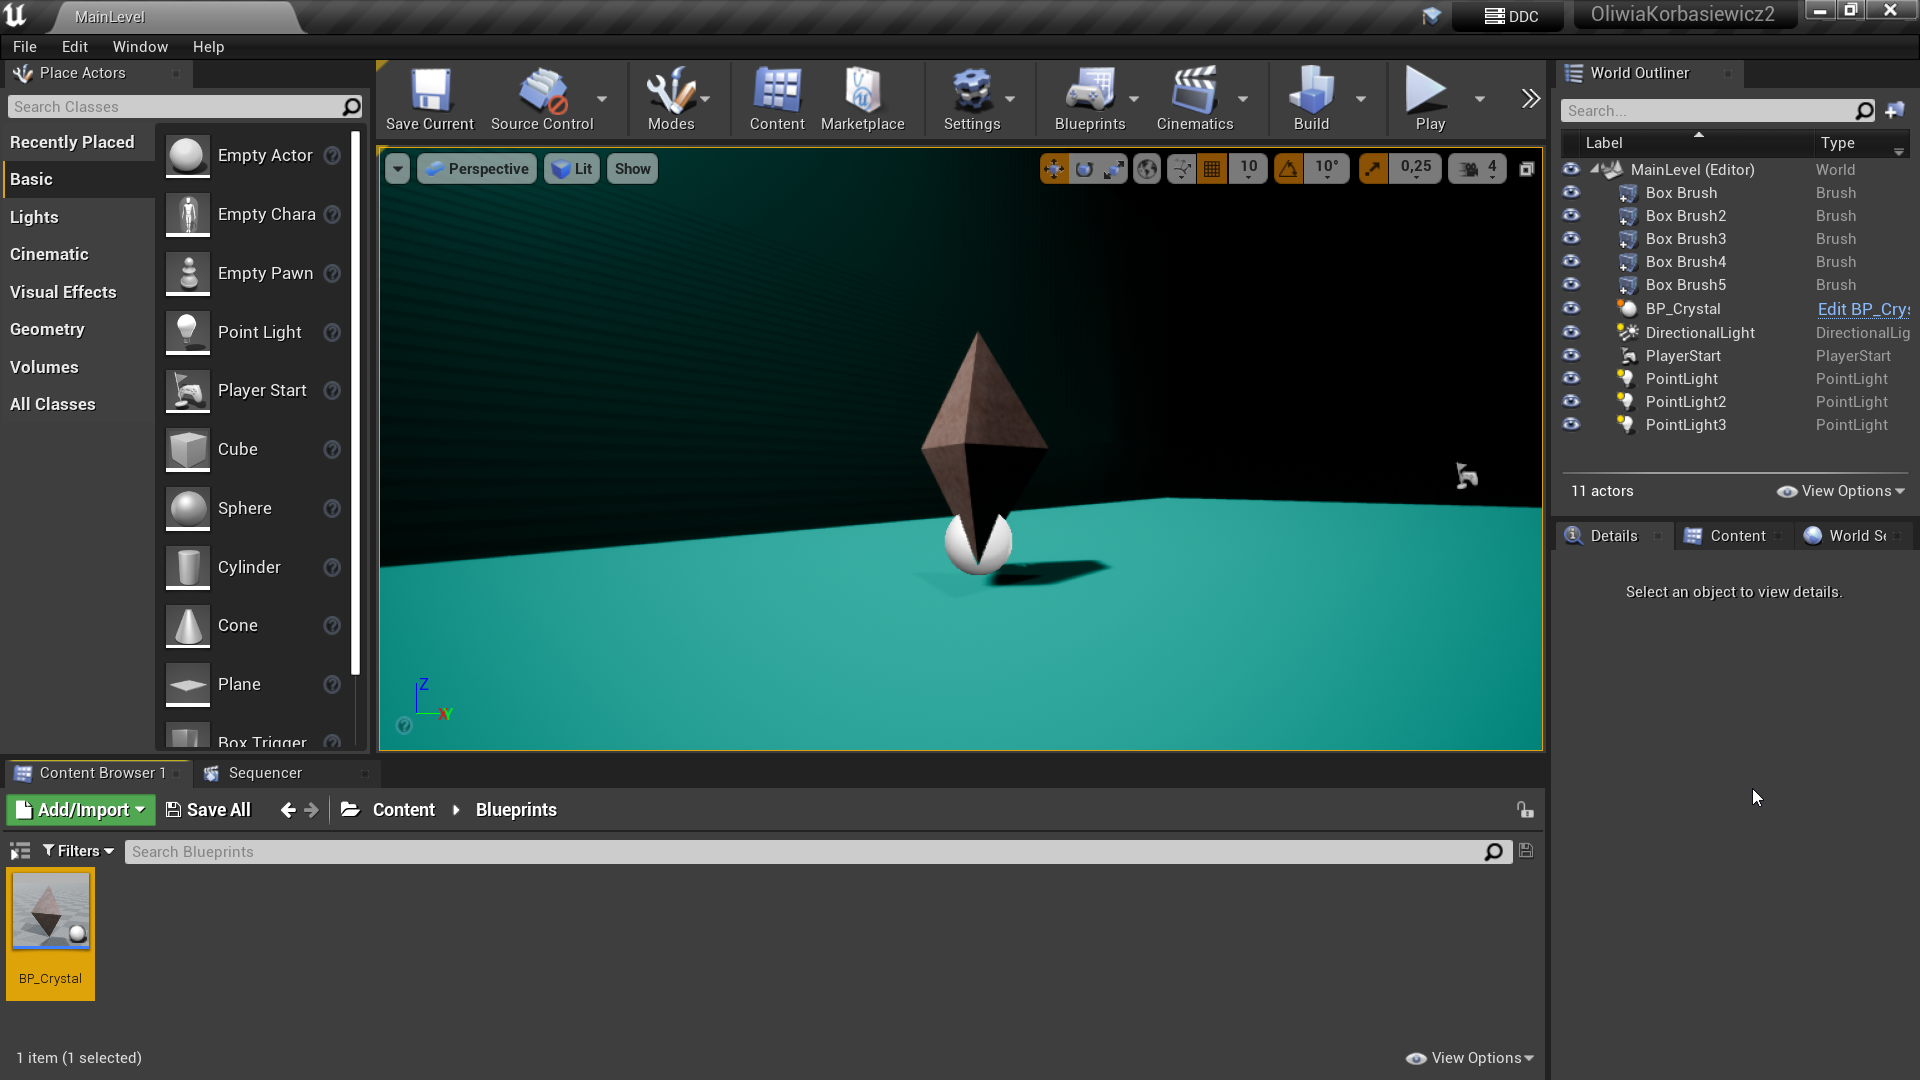 MainLevel
DDC
OliwiaKorbasiewicz2
File Edit Window Help
Place Actors
Search Classes
Recently Placed
Basic
Lights
Cinematic
Visual Effects
Geometry
Volumes
All Classes
Empty Actor
Empty Chara
Empty Pawn
Point Light
Player Start
Cube
Sphere
Cylinder
Cone
Plane
Box Trigger
Save Current
Source Control
Modes
Content
Marketplace
Settings
Blueprints
Cinematics
Build
Play
Perspective
Lit
Show
10
10°
0,25
4
Z
X
Y
World Outliner
Search...
Label Type
MainLevel (Editor) World
Box Brush Brush
Box Brush2 Brush
Box Brush3 Brush
Box Brush4 Brush
Box Brush5 Brush
BP_Crystal Edit BP_Crys
DirectionalLight DirectionalLig
PlayerStart PlayerStart
PointLight PointLight
PointLight2 PointLight
PointLight3 PointLight
11 actors
View Options
Details
Content
World Se
Select an object to view details.
Content Browser 1
Sequencer
Add/Import
Save All
Content
Blueprints
Filters
Search Blueprints
BP_Crystal
1 item (1 selected)
View Options